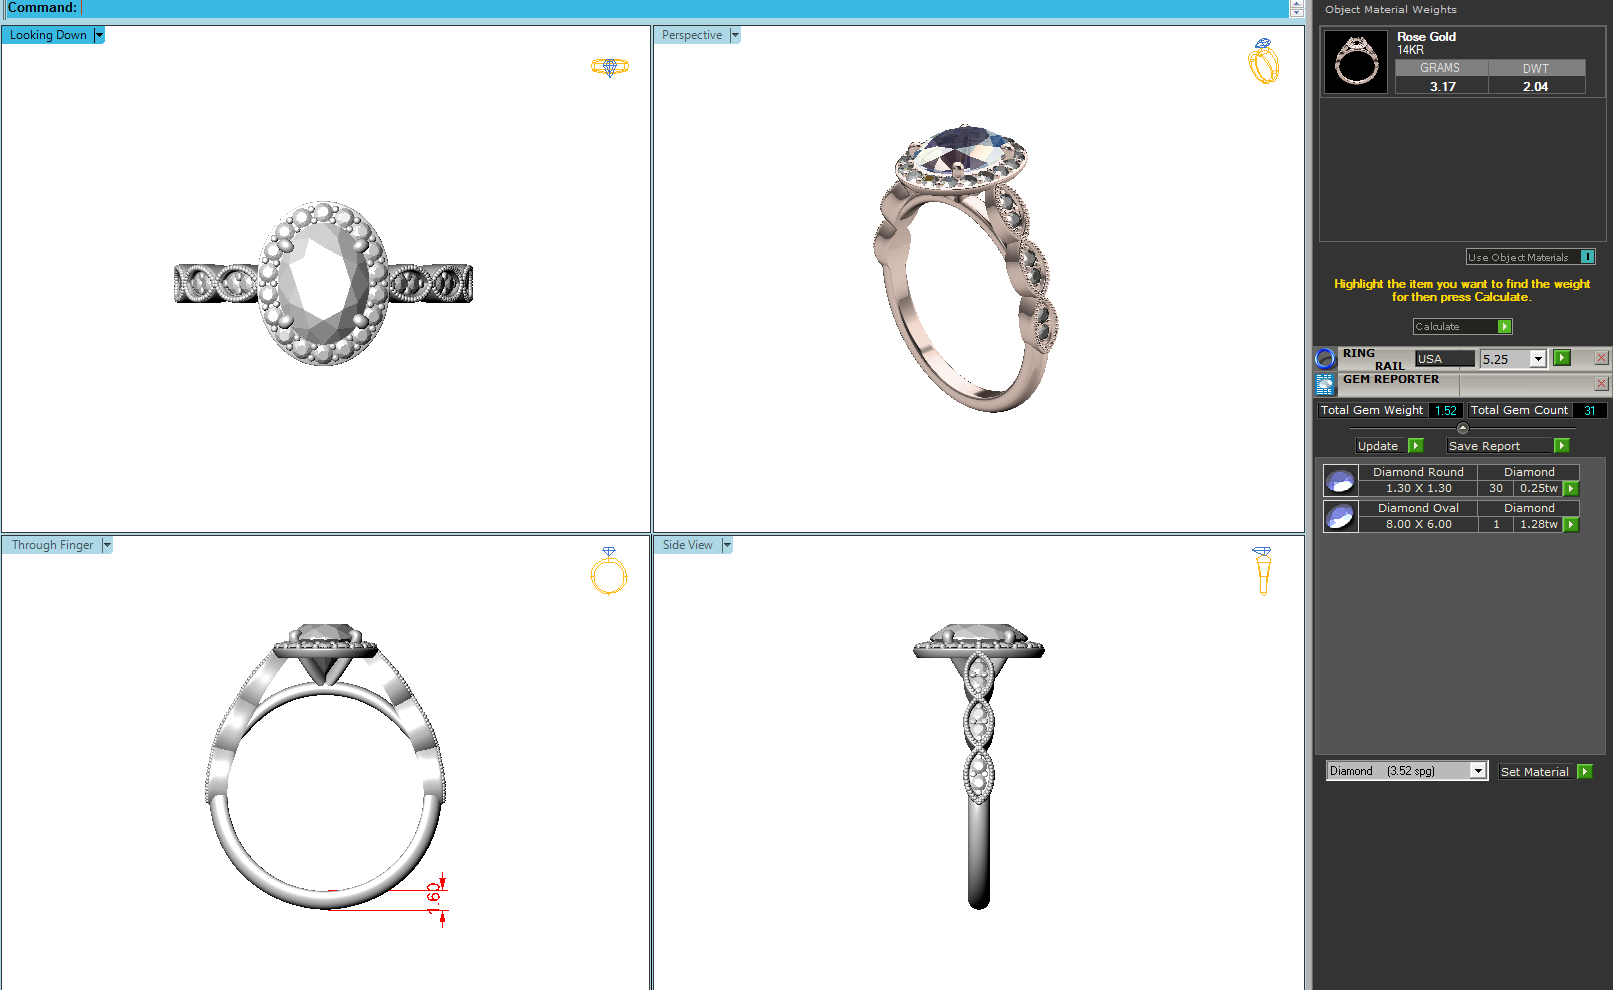 Command:
Looking Down
Perspective
Through Finger
1.60
Side View
Object Material Weights
Rose Gold
14KR
GRAMS DWT
3.17 2.04
Use Object Materials
Highlight the item you want to find the weight
for then press Calculate.
Calculate
RING
RAIL USA 5.25
GEM REPORTER
Total Gem Weight 1.52 Total Gem Count 31
Update Save Report
Diamond Round Diamond
1.30 X 1.30 30 0.25tw
Diamond Oval Diamond
8.00 X 6.00 1 1.28tw
Diamond (3.52 spg) Set Material